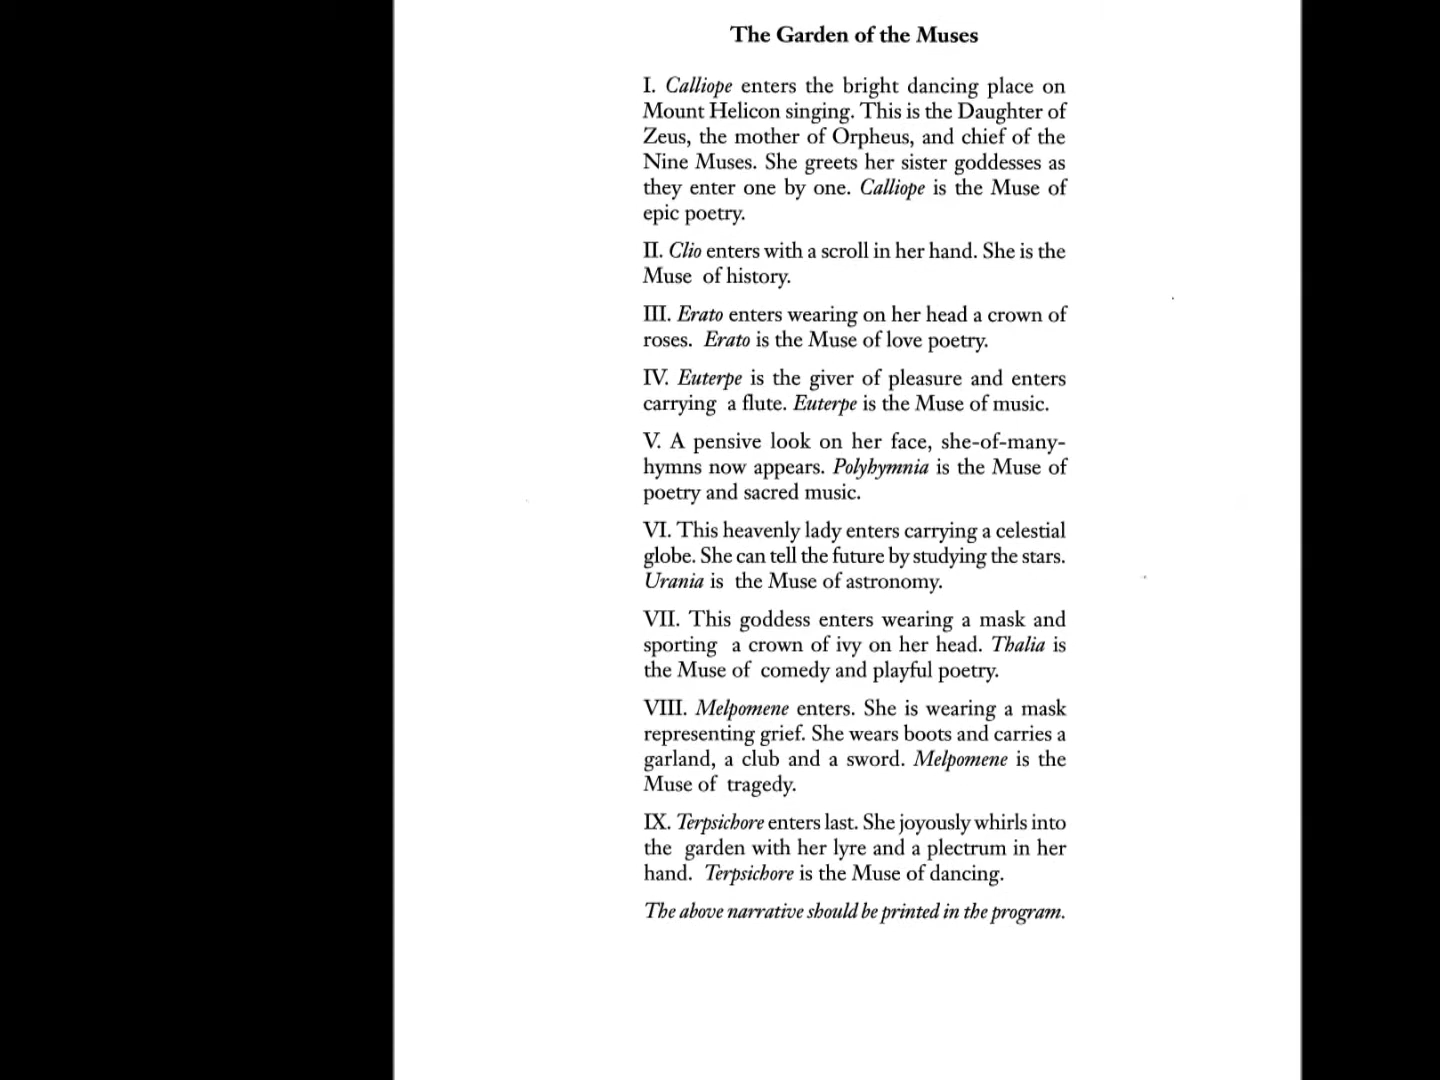 The Garden of the Muses
I. Calliope enters the bright dancing place on
Mount Helicon singing. This is the Daughter of
Zeus, the mother of Orpheus, and chief of the
Nine Muses. She greets her sister goddesses as
they enter one by one. Calliope is the Muse of
epic poetry.
II. Clio enters with a scroll in her hand. She is the
Muse of history.
III. Erato enters wearing on her head a crown of
roses. Erato is the Muse of love poetry.
IV. Euterpe is the giver of pleasure and enters
carrying a flute. Euterpe is the Muse of music.
V. A pensive look on her face, she-of-many-
hymns now appears. Polyhymnia is the Muse of
poetry and sacred music.
VI. This heavenly lady enters carrying a celestial
globe. She can tell the future by studying the stars.
Urania is the Muse of astronomy.
VII. This goddess enters wearing a mask and
sporting a crown of ivy on her head. Thalia is
the Muse of comedy and playful poetry.
VIII. Melpomene enters. She is wearing a mask
representing grief. She wears boots and carries a
garland, a club and a sword. Melpomene is the
Muse of tragedy.
IX. Terpsichore enters last. She joyously whirls into
the garden with her lyre and a plectrum in her
hand. Terpsichore is the Muse of dancing.
The above narrative should be printed in the program.